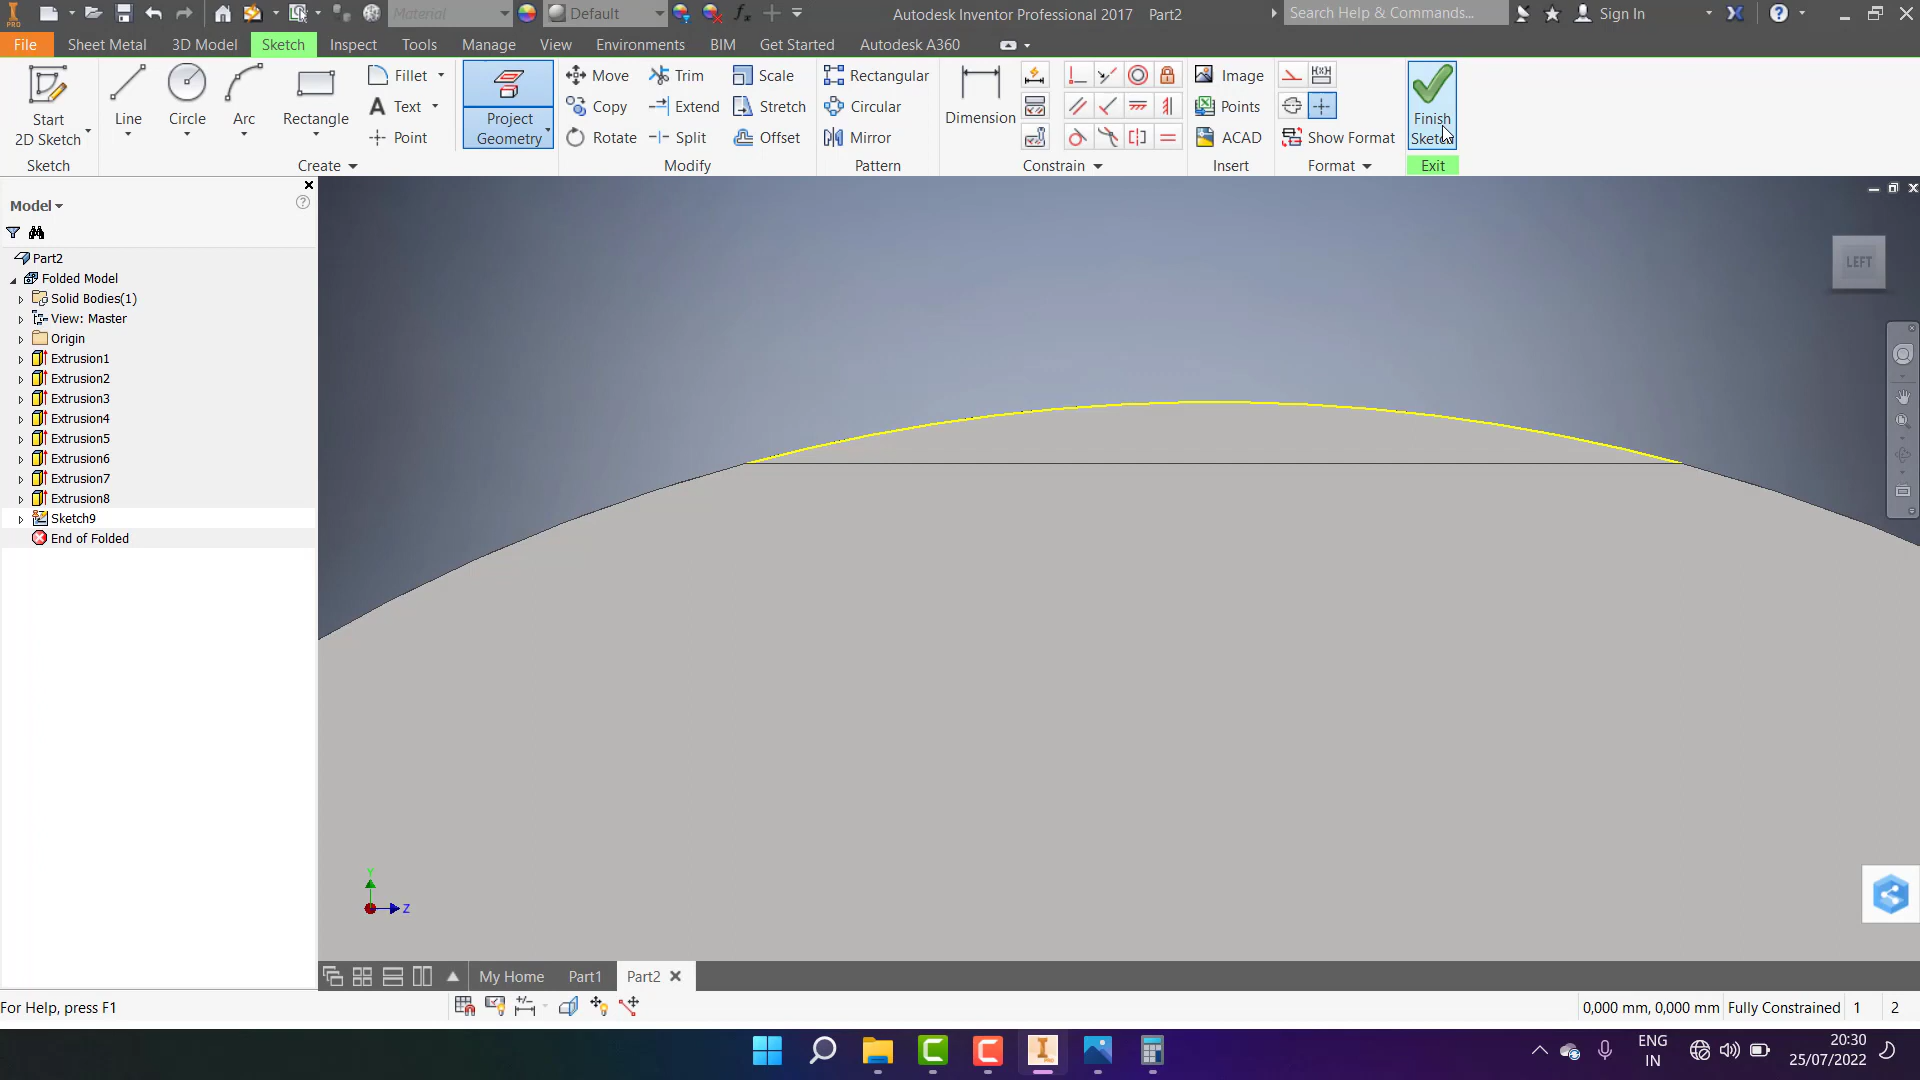 PRO
Material
Default
Autodesk Inventor Professional 2017 Part2
Search Help & Commands...
Sign In
File
Sheet Metal
3D Model
Sketch
Inspect
Tools
Manage
View
Environments
BIM
Get Started
Autodesk A360
Start
2D Sketch
Line
Circle
Arc
Rectangle
Fillet
Text
Point
Project
Geometry
Move
Copy
Rotate
Trim
Extend
Split
Scale
Stretch
Offset
Rectangular
Circular
Mirror
Dimension
Image
Points
ACAD
Show Format
Finish
Sketch
Sketch
Create
Modify
Pattern
Constrain
Insert
Format
Exit
Model
Part2
Folded Model
Solid Bodies(1)
View: Master
Origin
Extrusion1
Extrusion2
Extrusion3
Extrusion4
Extrusion5
Extrusion6
Extrusion7
Extrusion8
Sketch9
End of Folded
LEFT
Y
Z
My Home
Part1
Part2
For Help, press F1
0,000 mm, 0,000 mm
Fully Constrained
1
2
ENG
IN
20:30
25/07/2022